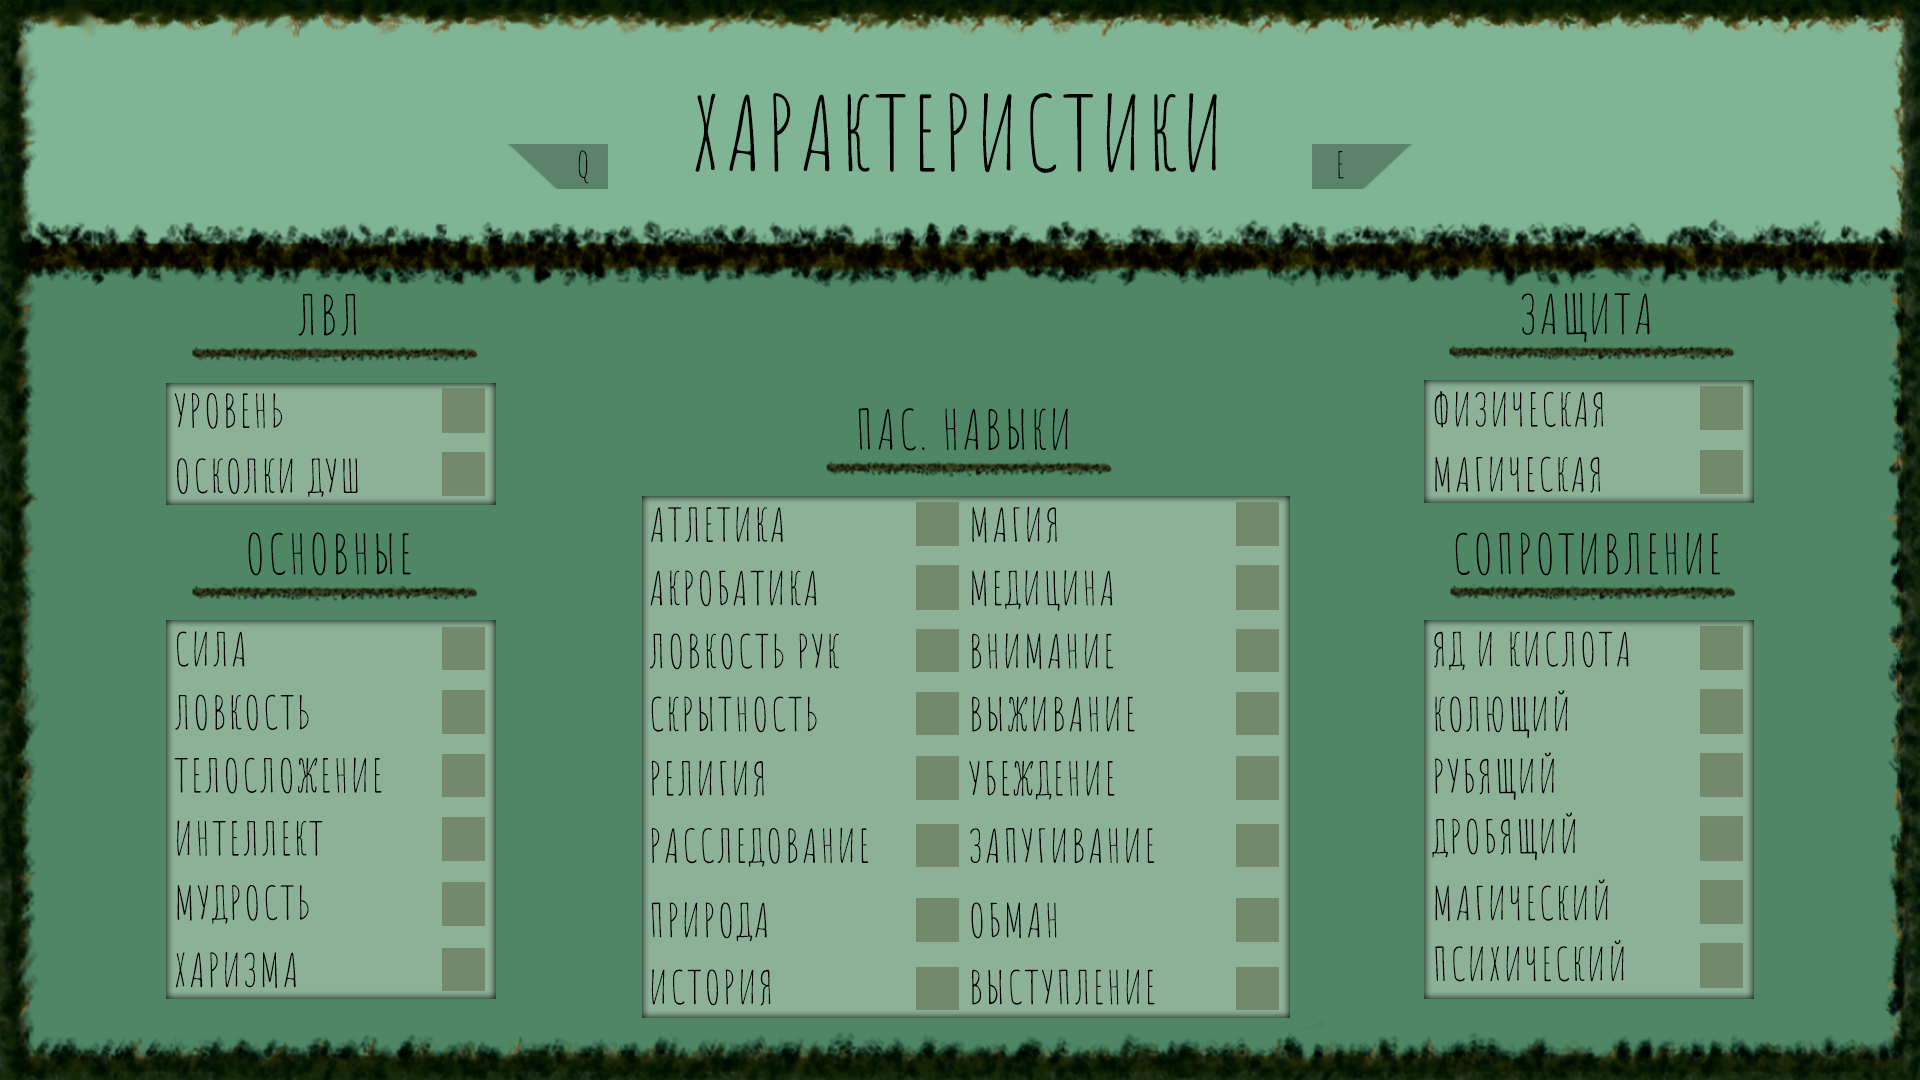 ХАРАКТЕРИСТИКИ
Q
E
ЛВЛ
УРОВЕНЬ
ОСКОЛКИ ДУШ
ОСНОВНЫЕ
СИЛА
ЛОВКОСТЬ
ТЕЛОСЛОЖЕНИЕ
ИНТЕЛЛЕКТ
МУДРОСТЬ
ХАРИЗМА
ПАС. НАВЫКИ
АТЛЕТИКА
АКРОБАТИКА
ЛОВКОСТЬ РУК
СКРЫТНОСТЬ
РЕЛИГИЯ
РАССЛЕДОВАНИЕ
ПРИРОДА
ИСТОРИЯ
МАГИЯ
МЕДИЦИНА
ВНИМАНИЕ
ВЫЖИВАНИЕ
УБЕЖДЕНИЕ
ЗАПУГИВАНИЕ
ОБМАН
ВЫСТУПЛЕНИЕ
ЗАЩИТА
ФИЗИЧЕСКАЯ
МАГИЧЕСКАЯ
СОПРОТИВЛЕНИЕ
ЯД И КИСЛОТА
КОЛЮЩИЙ
РУБЯЩИЙ
ДРОБЯЩИЙ
МАГИЧЕСКИЙ
ПСИХИЧЕСКИЙ